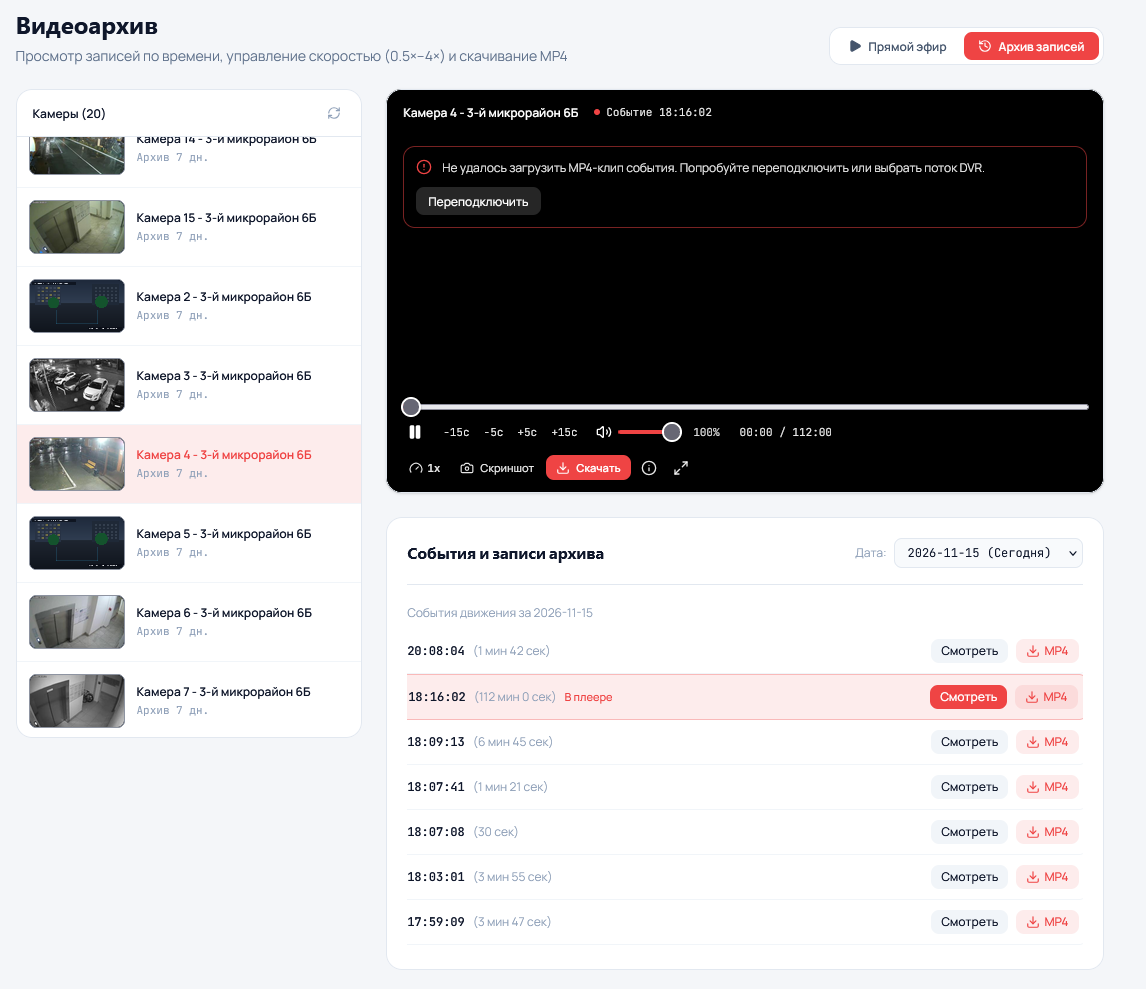 Видеоархив
Просмотр записей по времени, управление скоростью (0.5×–4×) и скачивание MP4
Прямой эфир
Архив записей
Камеры (20)
Камера 14 - 3-й микрорайон 6Б
Архив 7 дн.
Камера 15 - 3-й микрорайон 6Б
Архив 7 дн.
Камера 2 - 3-й микрорайон 6Б
Архив 7 дн.
Камера 3 - 3-й микрорайон 6Б
Архив 7 дн.
Камера 4 - 3-й микрорайон 6Б
Архив 7 дн.
Камера 5 - 3-й микрорайон 6Б
Архив 7 дн.
Камера 6 - 3-й микрорайон 6Б
Архив 7 дн.
Камера 7 - 3-й микрорайон 6Б
Архив 7 дн.
Камера 4 - 3-й микрорайон 6Б
Событие 18:16:02
Не удалось загрузить MP4-клип события. Попробуйте переподключить или выбрать поток DVR.
Переподключить
-15с -5с +5с +15с 100% 00:00 / 112:00
1x Скриншот Скачать
События и записи архива
Дата: 2026-11-15 (Сегодня)
События движения за 2026-11-15
20:08:04 (1 мин 42 сек) Смотреть MP4
18:16:02 (112 мин 0 сек) В плеере Смотреть MP4
18:09:13 (6 мин 45 сек) Смотреть MP4
18:07:41 (1 мин 21 сек) Смотреть MP4
18:07:08 (30 сек) Смотреть MP4
18:03:01 (3 мин 55 сек) Смотреть MP4
17:59:09 (3 мин 47 сек) Смотреть MP4